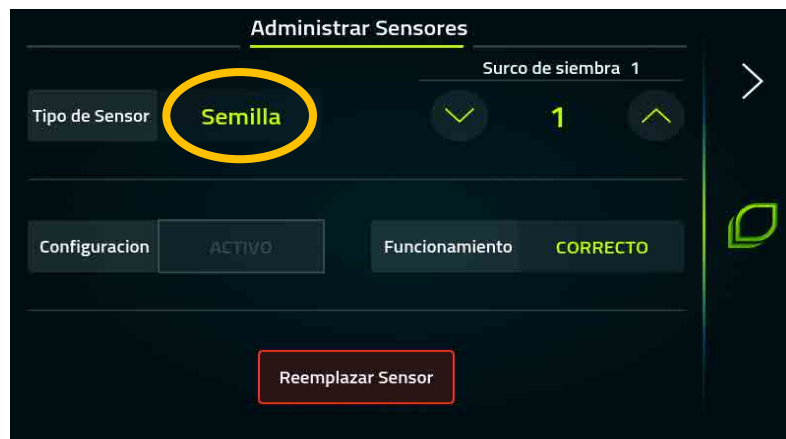 Administrar Sensores
Surco de siembra 1
Tipo de Sensor Semilla 1
Configuracion ACTIVO Funcionamiento CORRECTO
Reemplazar Sensor